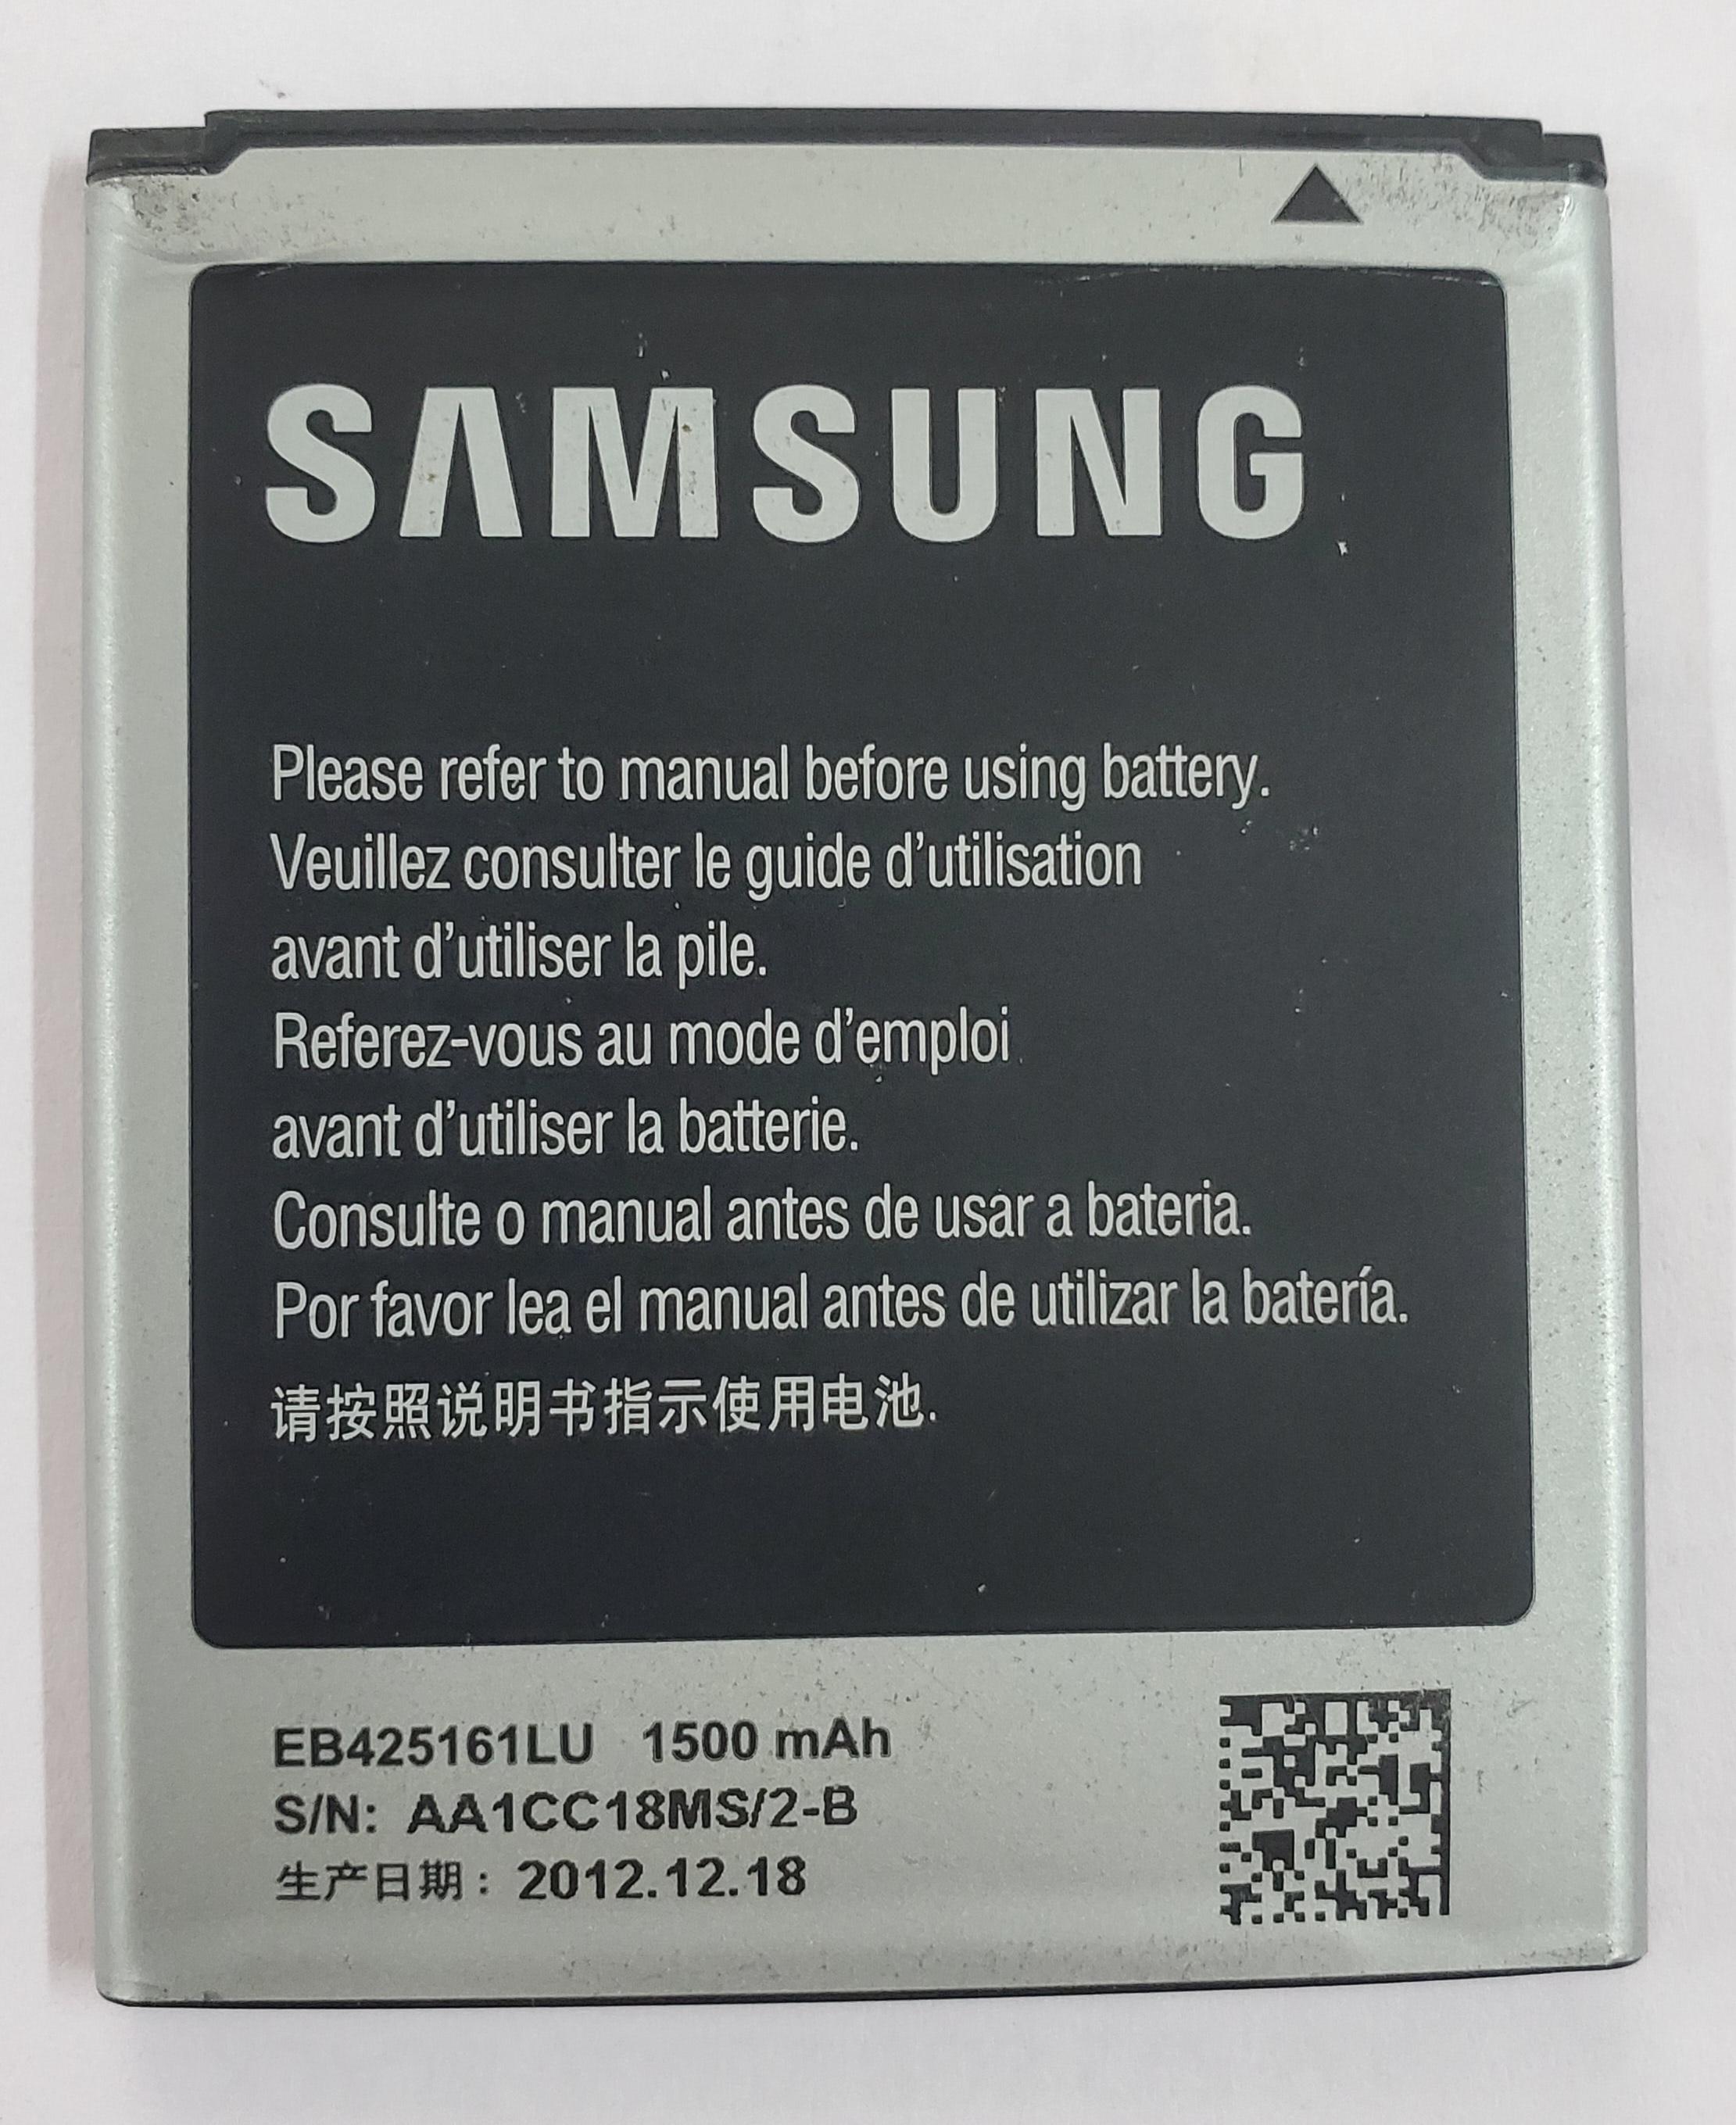 SAMSUNG
Please refer to manual before using battery.
Veuillez consulter le guide d'utilisation
avant d'utiliser la pile.
Referez-vous au mode d'emploi
avant d'utiliser la batterie.
Consulte o manual antes de usar a bateria.
Por favor lea el manual antes de utilizar la batería.
请按照说明书指示使用电池.
EB425161LU 1500 mAh
S/N: AA1CC18MS/2-B
生产日期: 2012.12.18